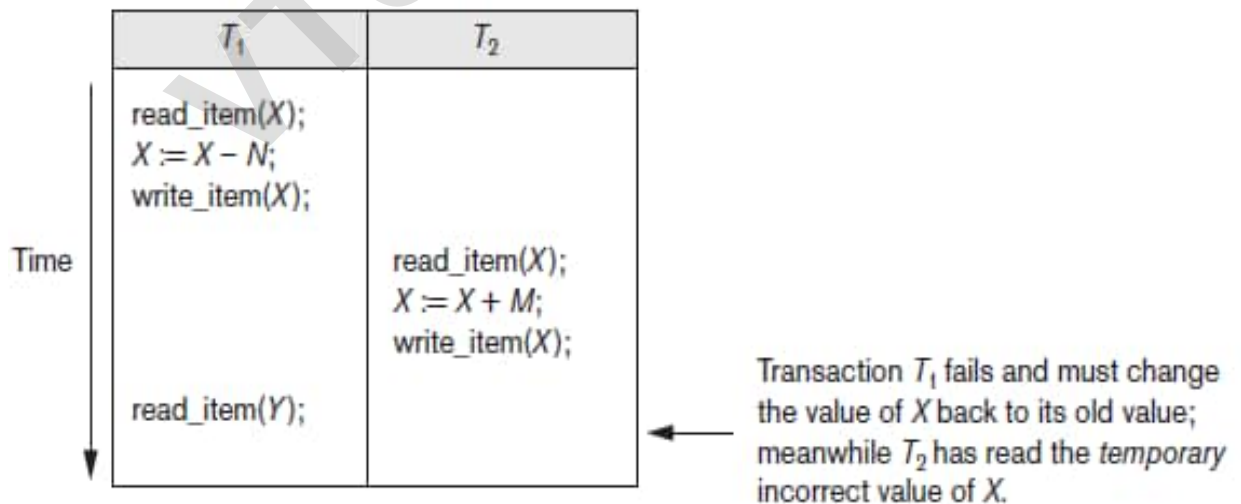 T₁ T₂
read_item(X);
X := X – N;
write_item(X);
Time
read_item(X);
X := X + M;
write_item(X);
read_item(Y);
Transaction T₁ fails and must change
the value of X back to its old value;
meanwhile T₂ has read the temporary
incorrect value of X.